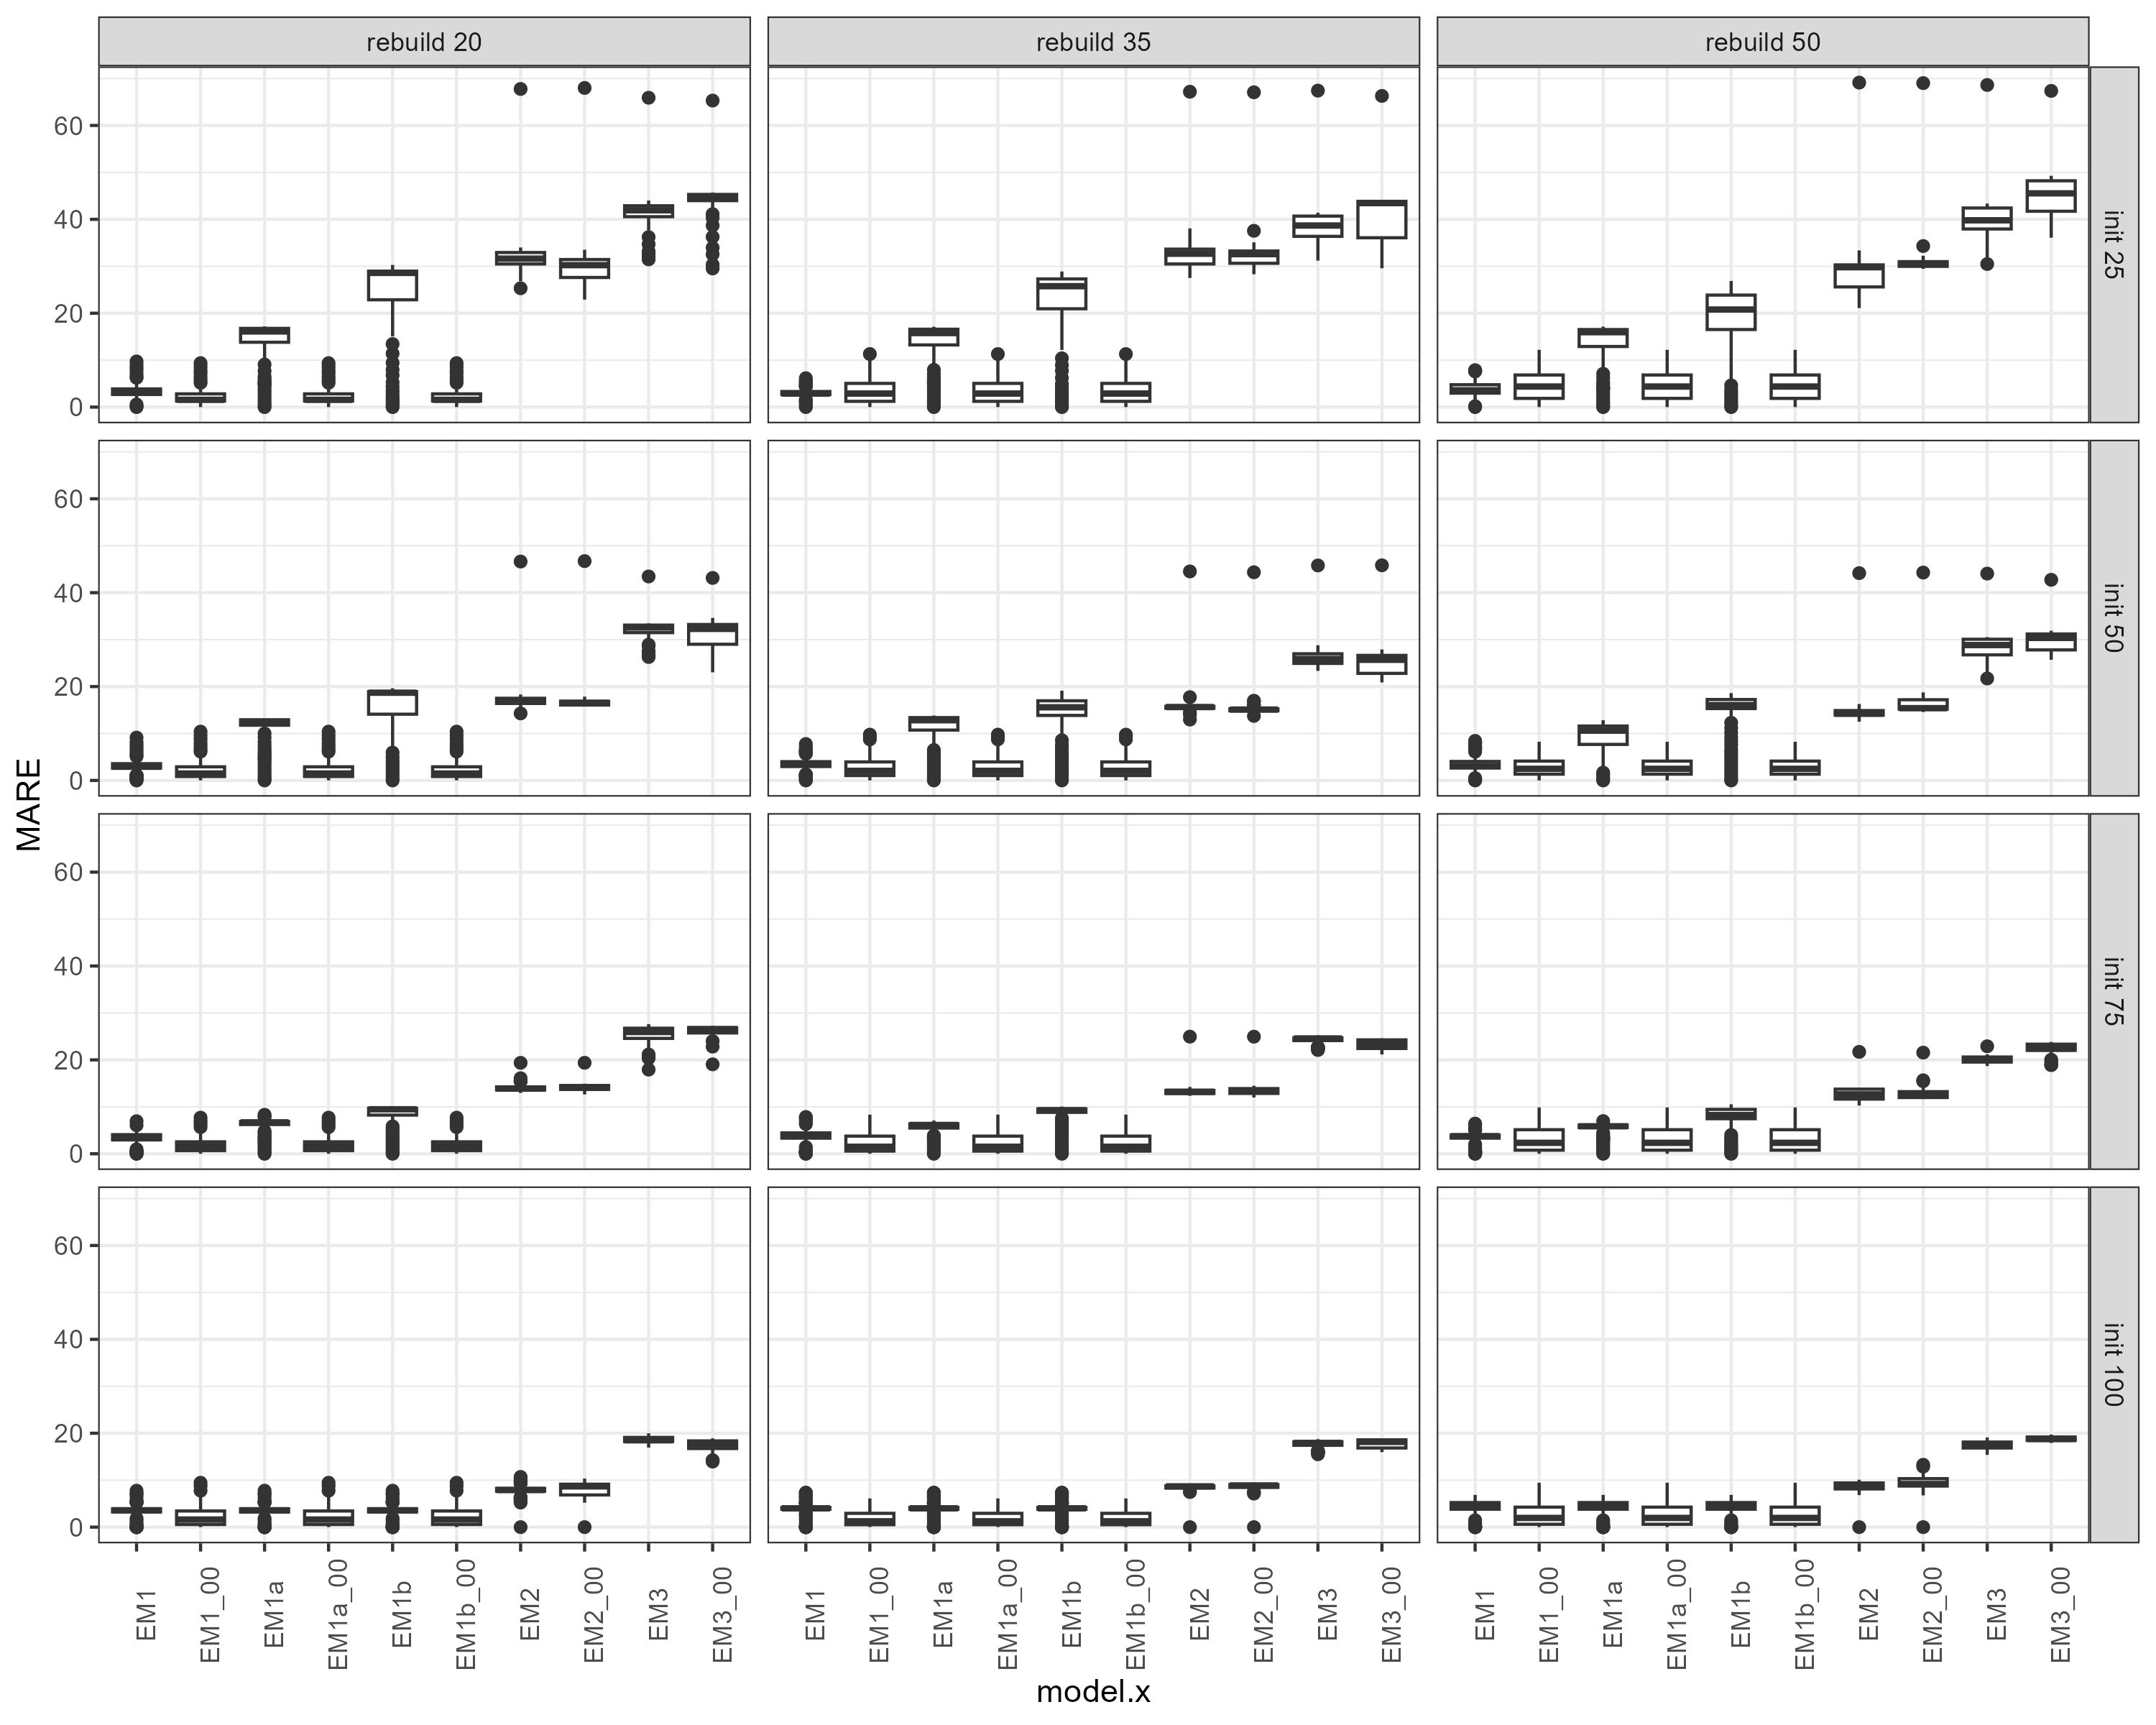 rebuild 20
rebuild 35
rebuild 50
MARE
60
40
20
0
init 25
60
40
20
0
init 50
60
40
20
0
init 75
60
40
20
0
init 100
EM1 EM1_00 EM1a EM1a_00 EM1b EM1b_00 EM2 EM2_00 EM3 EM3_00
EM1 EM1_00 EM1a EM1a_00 EM1b EM1b_00 EM2 EM2_00 EM3 EM3_00
EM1 EM1_00 EM1a EM1a_00 EM1b EM1b_00 EM2 EM2_00 EM3 EM3_00
model.x